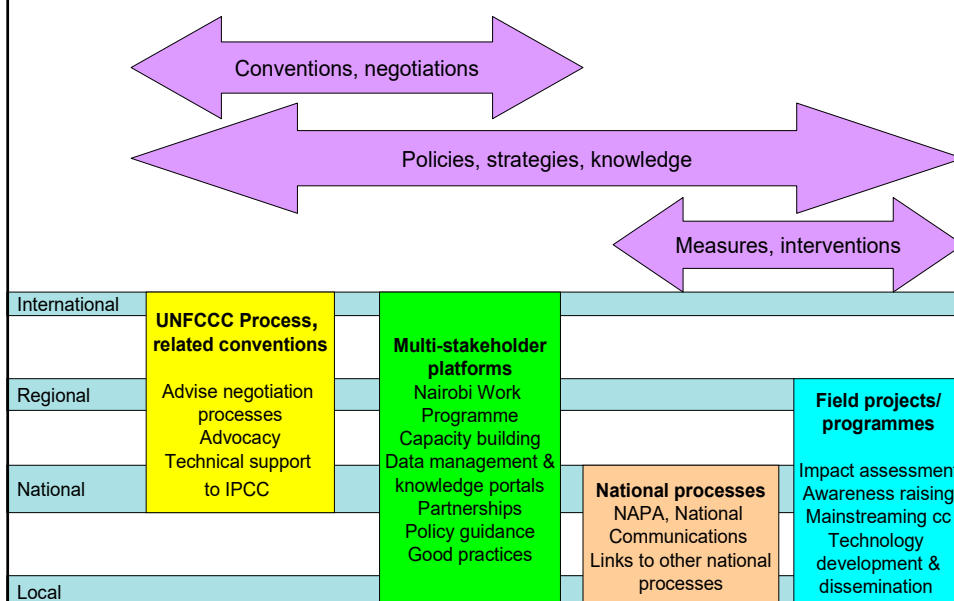 Conventions, negotiations
Policies, strategies, knowledge
Measures, interventions
International
Regional
National
Local
UNFCCC Process,
related conventions
Advise negotiation
processes
Advocacy
Technical support
to IPCC
Multi-stakeholder
platforms
Nairobi Work
Programme
Capacity building
Data management &
knowledge portals
Partnerships
Policy guidance
Good practices
National processes
NAPA, National
Communications
Links to other national
processes
Field projects/
programmes
Impact assessment
Awareness raising
Mainstreaming cc
Technology
development &
dissemination